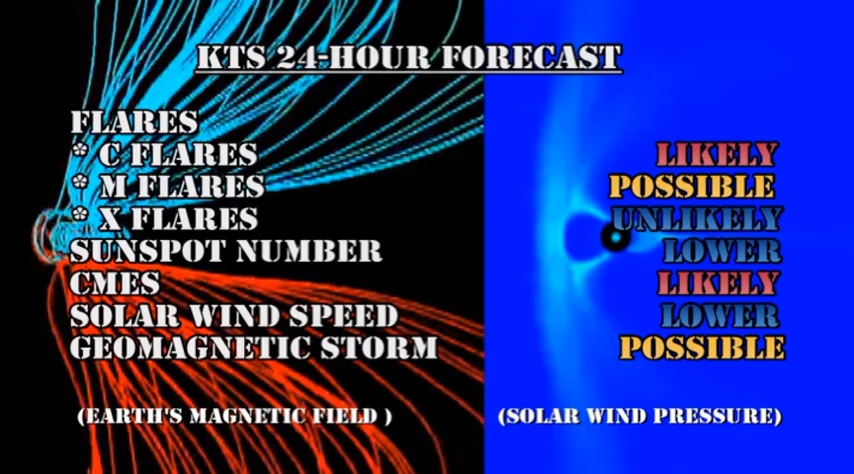 KTS 24-HOUR FORECAST
FLARES
* C FLARES LIKELY
* M FLARES POSSIBLE
* X FLARES UNLIKELY
SUNSPOT NUMBER LOWER
CMES LIKELY
SOLAR WIND SPEED LOWER
GEOMAGNETIC STORM POSSIBLE
(EARTH'S MAGNETIC FIELD ) (SOLAR WIND PRESSURE)